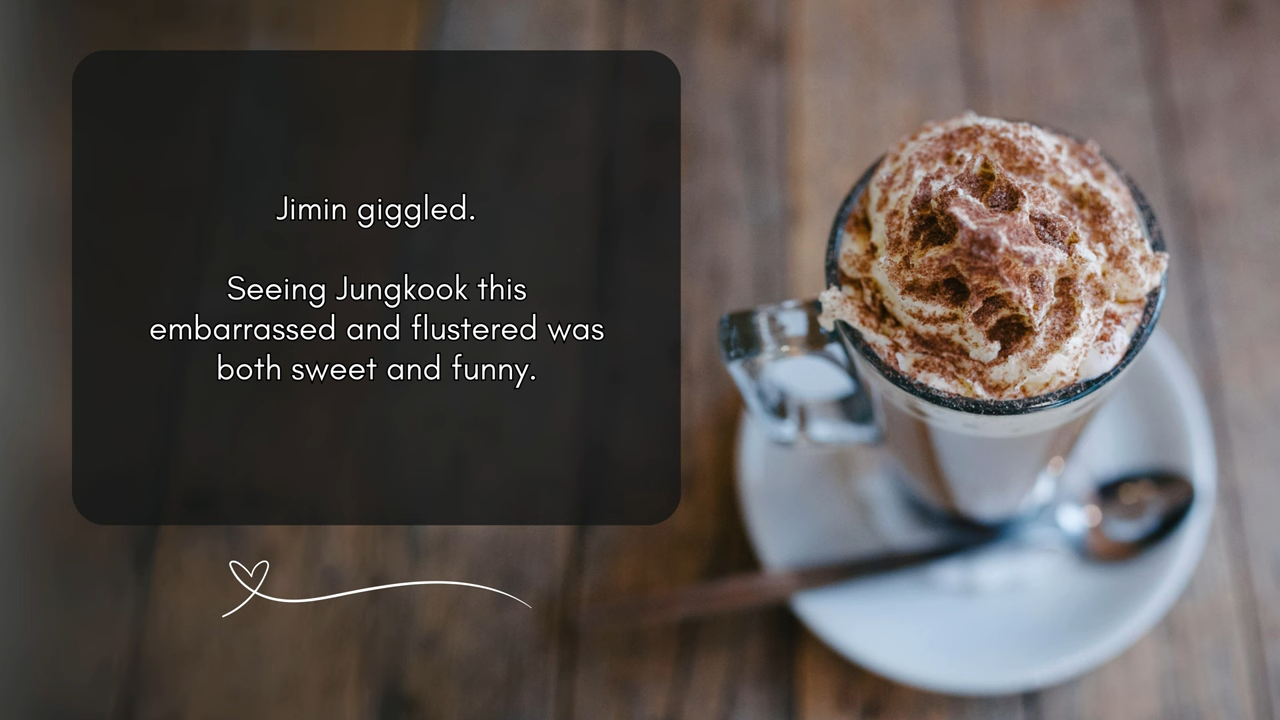 Jimin giggled.
Seeing Jungkook this
embarrassed and flustered was
both sweet and funny.